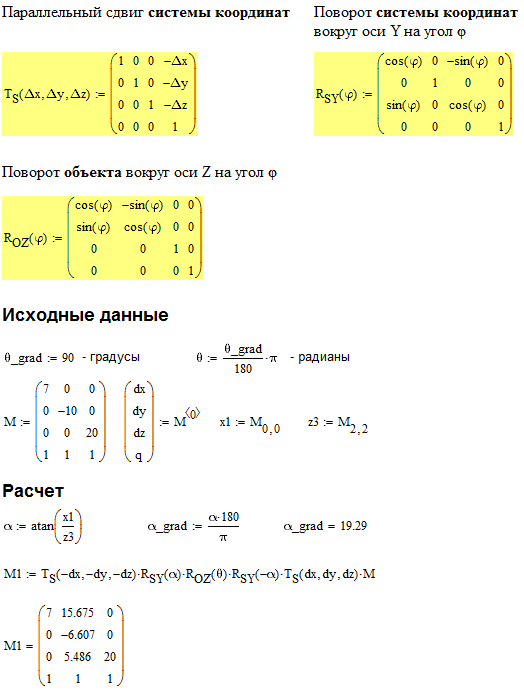 Параллельный сдвиг системы координат
T_S(Δx, Δy, Δz) := (1 0 0 −Δx
0 1 0 −Δy
0 0 1 −Δz
0 0 0 1)
Поворот системы координат
вокруг оси Y на угол φ
R_SY(φ) := (cos(φ) 0 −sin(φ) 0
0 1 0 0
sin(φ) 0 cos(φ) 0
0 0 0 1)
Поворот объекта вокруг оси Z на угол φ
R_OZ(φ) := (cos(φ) −sin(φ) 0 0
sin(φ) cos(φ) 0 0
0 0 1 0
0 0 0 1)
Исходные данные
θ_grad := 90 - градусы θ := θ_grad/180·π - радианы
M := (7 0 0
0 −10 0
0 0 20
1 1 1)
(dx
dy
dz
q) := M^⟨0⟩ x1 := M_0,0 z3 := M_2,2
Расчет
α := atan(x1/z3) α_grad := α·180/π α_grad = 19.29
M1 := T_S(−dx, −dy, −dz)·R_SY(α)·R_OZ(θ)·R_SY(−α)·T_S(dx, dy, dz)·M
M1 = (7 15.675 0
0 −6.607 0
0 5.486 20
1 1 1)